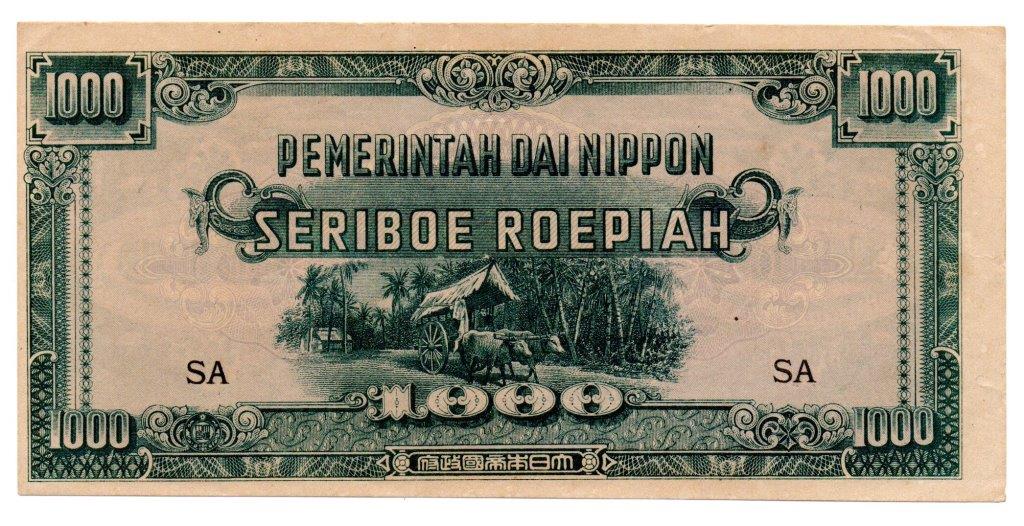 1000 1000
PEMERINTAH DAI NIPPON
SERIBOE ROEPIAH
SA SA
1000
1000 1000
大日本帝國政府